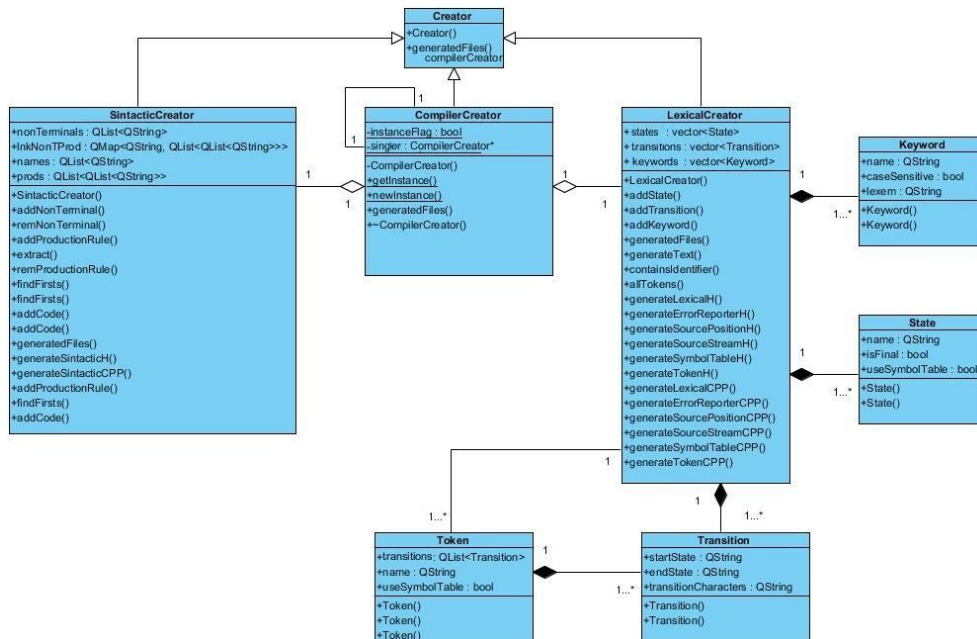 Creator
+Creator()
+generatedFiles()
compilerCreator
SintacticCreator
+nonTerminals : QList<QString>
+lnkNonTProd : QMap<QString, QList<QList<QString>>>
+names : QList<QString>
+prods : QList<QList<QString>>
+SintacticCreator()
+addNonTerminal()
+remNonTerminal()
+addProductionRule()
+extract()
+remProductionRule()
+findFirsts()
+findFirsts()
+addCode()
+addCode()
+generatedFiles()
+generateSintacticH()
+generateSintacticCPP()
+addProductionRule()
+findFirsts()
+addCode()
1
1
1
1
CompilerCreator
-instanceFlag : bool
-singler : CompilerCreator*
-CompilerCreator()
+getInstance()
+newInstance()
+generatedFiles()
+~CompilerCreator()
1
1
LexicalCreator
+states : vector<State>
+transitions : vector<Transition>
+keywords : vector<Keyword>
+LexicalCreator()
+addState()
+addTransition()
+addKeyword()
+generatedFiles()
+generateText()
+containsIdentifier()
+allTokens()
+generateLexicalH()
+generateErrorReporterH()
+generateSourcePositionH()
+generateSourceStreamH()
+generateSymbolTableH()
+generateTokenH()
+generateLexicalCPP()
+generateErrorReporterCPP()
+generateSourcePositionCPP()
+generateSourceStreamCPP()
+generateSymbolTableCPP()
+generateTokenCPP()
1
1...*
Keyword
+name : QString
+caseSensitive : bool
+lexem : QString
+Keyword()
+Keyword()
1
1...*
State
+name : QString
+isFinal : bool
+useSymbolTable : bool
+State()
+State()
1
1...*
1
1...*
Token
+transitions : QList<Transition>
+name : QString
+useSymbolTable : bool
+Token()
+Token()
+Token()
1
1...*
Transition
+startState : QString
+endState : QString
+transitionCharacters : QString
+Transition()
+Transition()